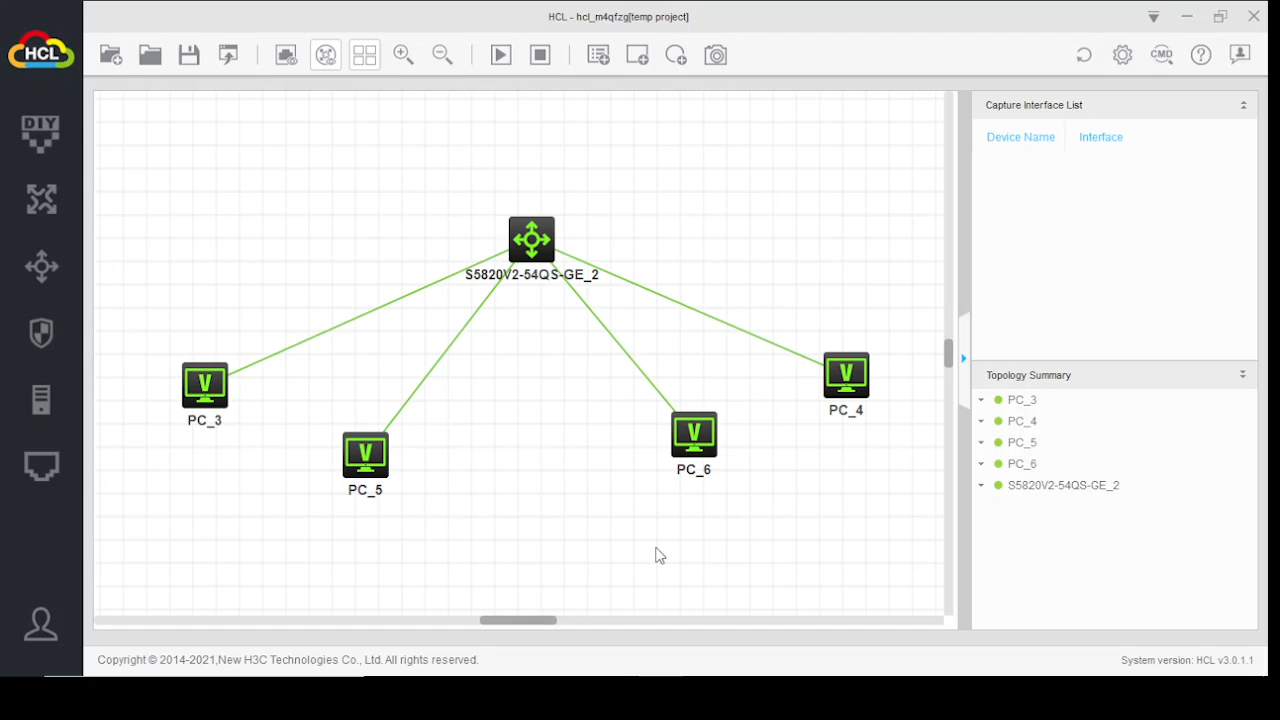 HCL - hcl_m4qfzg[temp project]
HCL
CMD
DIY
Capture Interface List
Device Name Interface
S5820V2-54QS-GE_2
PC_3
PC_4
PC_5
PC_6
Topology Summary
PC_3
PC_4
PC_5
PC_6
S5820V2-54QS-GE_2
Copyright © 2014-2021,New H3C Technologies Co., Ltd. All rights reserved.
System version: HCL v3.0.1.1